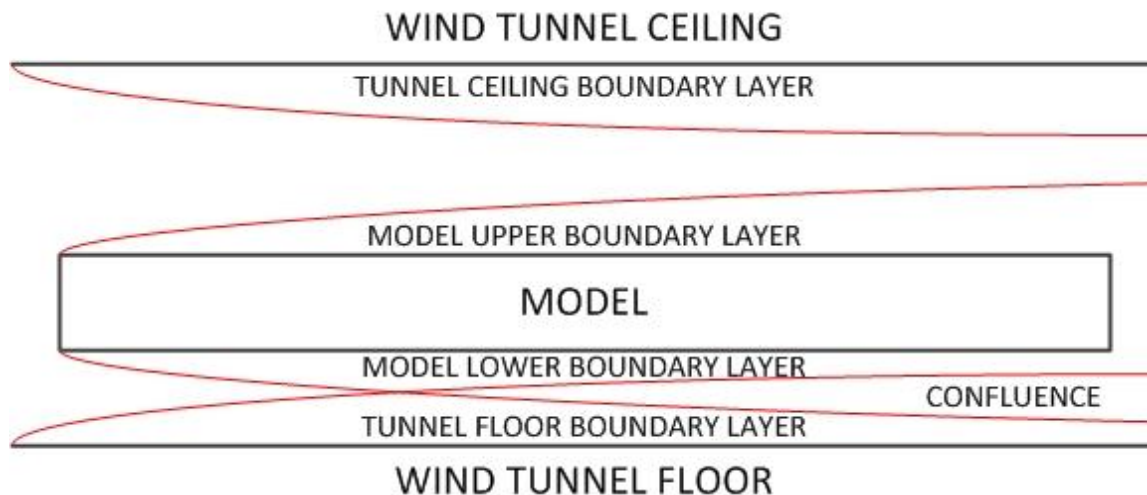 WIND TUNNEL CEILING
TUNNEL CEILING BOUNDARY LAYER
MODEL UPPER BOUNDARY LAYER
MODEL
MODEL LOWER BOUNDARY LAYER
CONFLUENCE
TUNNEL FLOOR BOUNDARY LAYER
WIND TUNNEL FLOOR